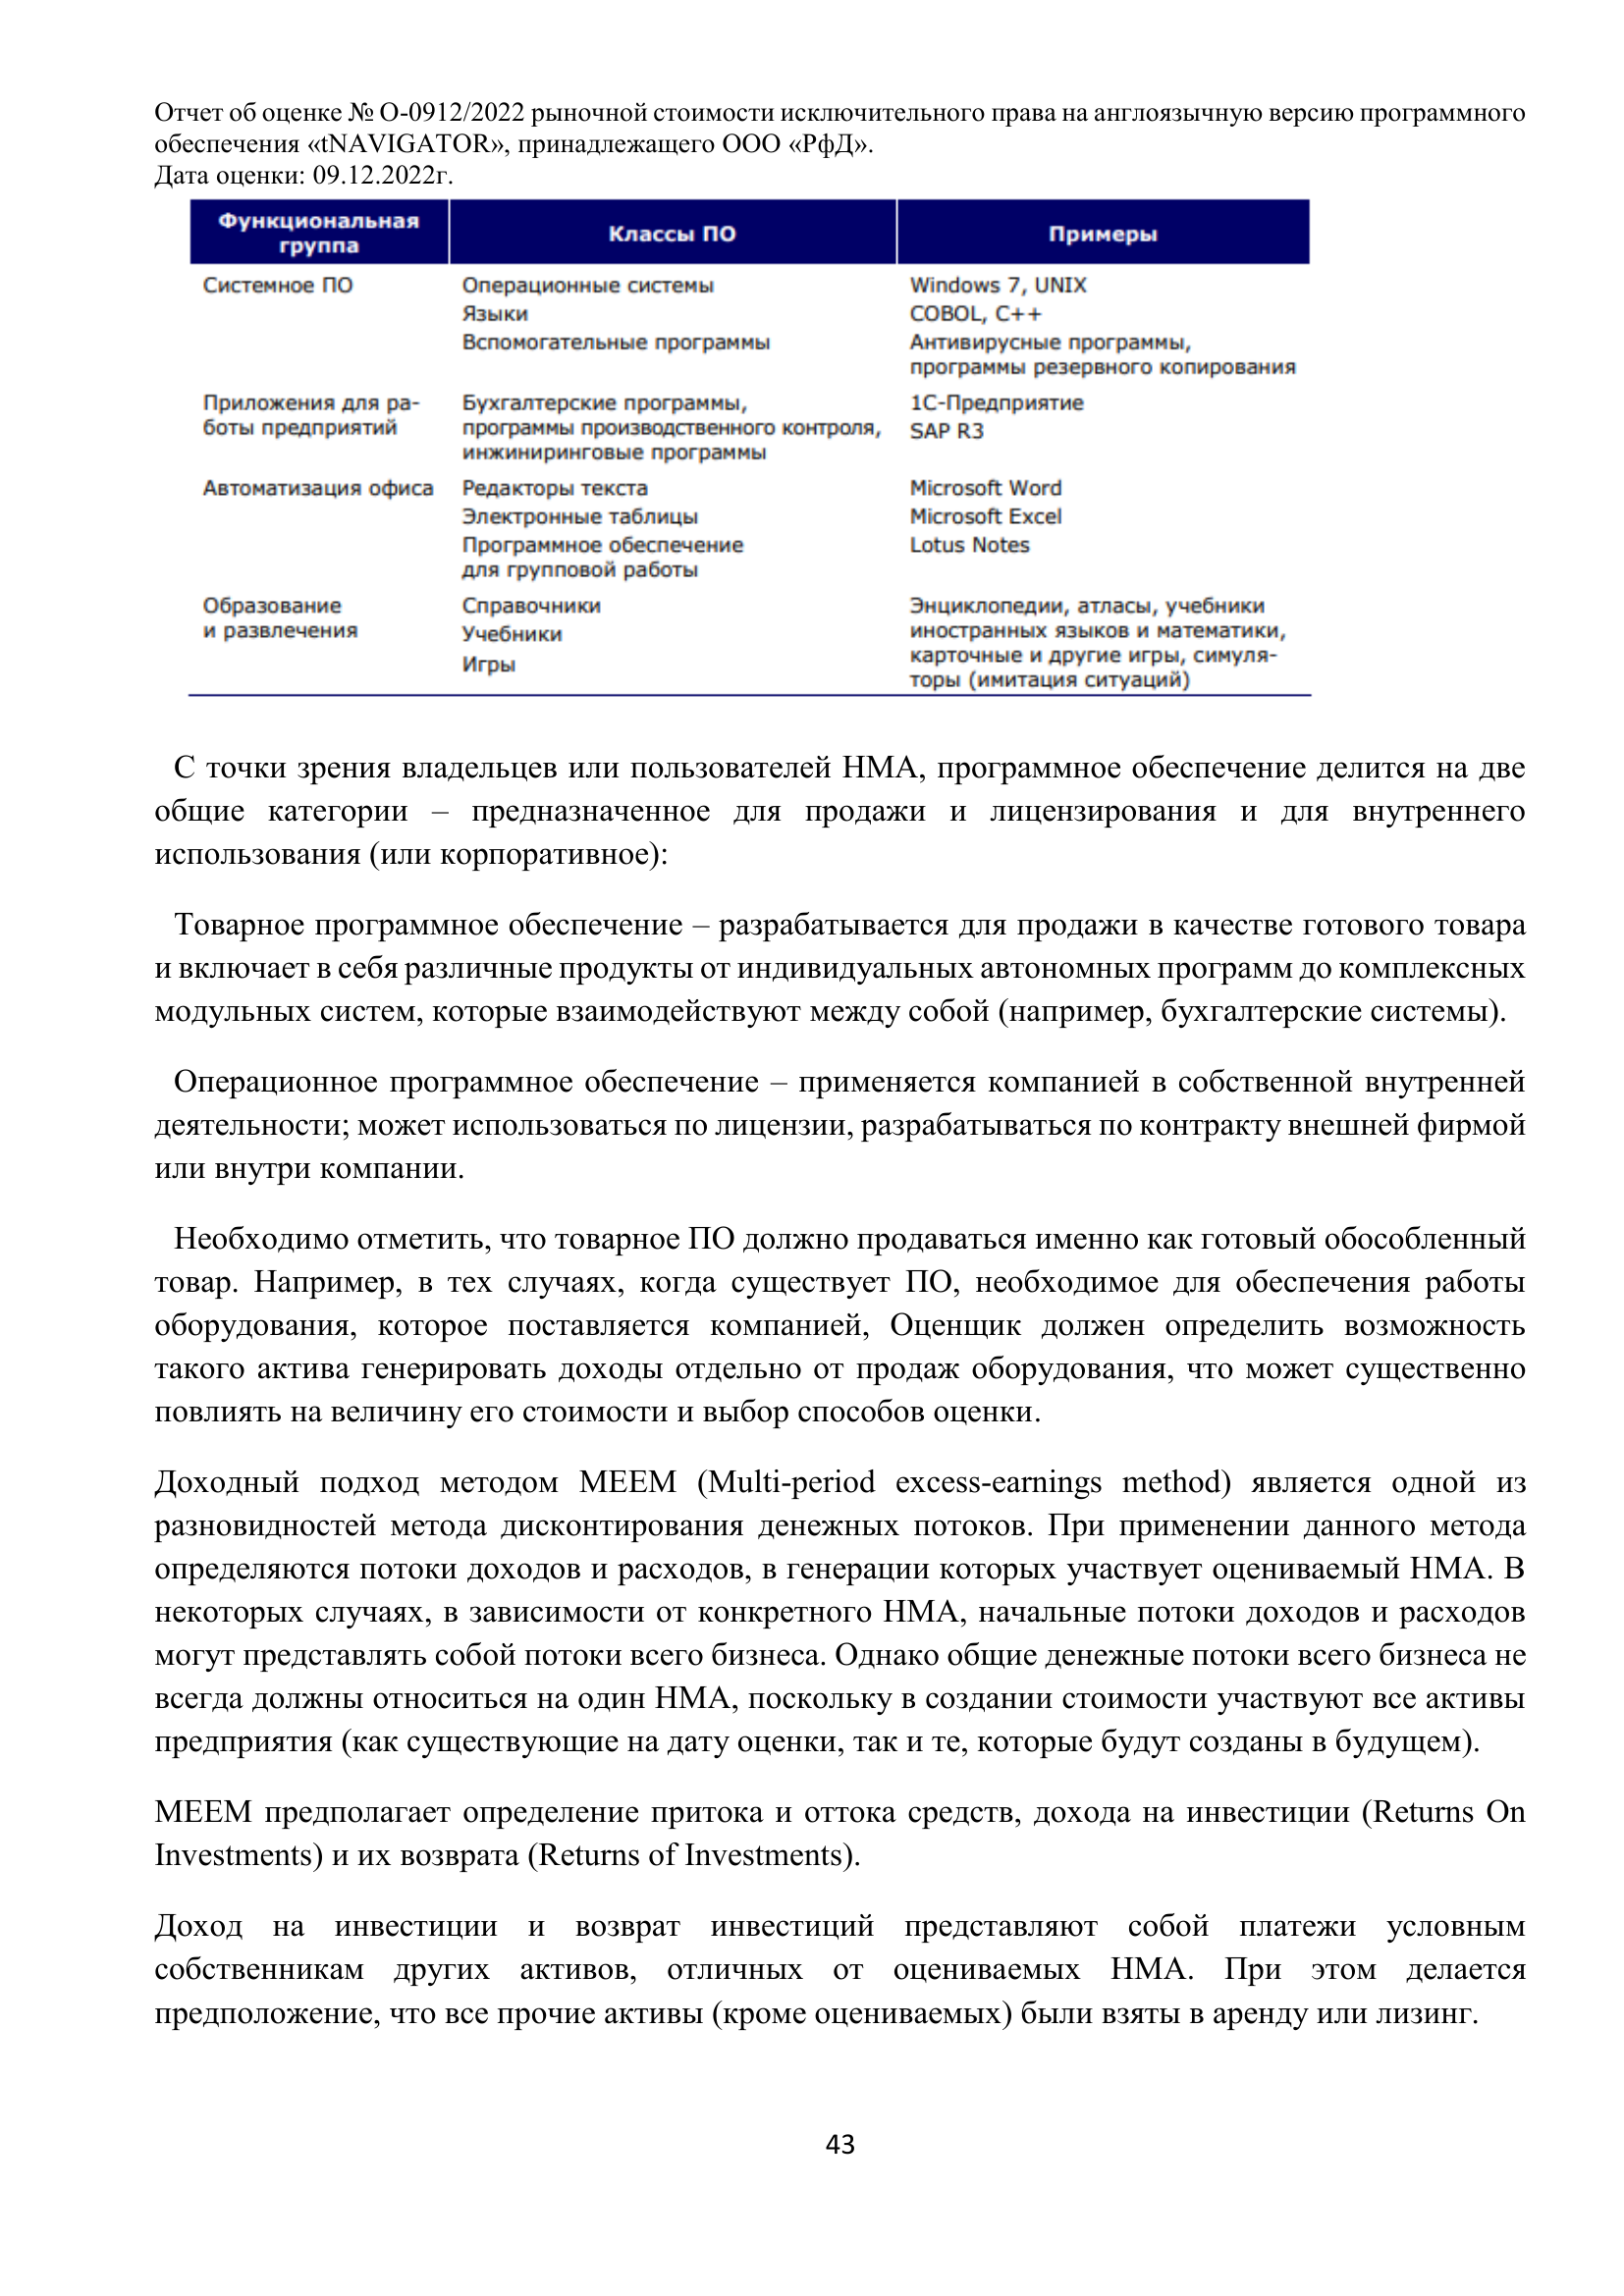 Отчет об оценке № О-0912/2022 рыночной стоимости исключительного права на англоязычную версию программного
обеспечения «tNAVIGATOR», принадлежащего ООО «РфД».
Дата оценки: 09.12.2022г.
Функциональная группа
Классы ПО
Примеры
Системное ПО
Операционные системы
Windows 7, UNIX
Языки
COBOL, C++
Вспомогательные программы
Антивирусные программы,
программы резервного копирования
Приложения для ра-
боты предприятий
Бухгалтерские программы,
программы производственного контроля,
инжиниринговые программы
1С-Предприятие
SAP R3
Автоматизация офиса
Редакторы текста
Microsoft Word
Электронные таблицы
Microsoft Excel
Программное обеспечение
для групповой работы
Lotus Notes
Образование
и развлечения
Справочники
Учебники
Игры
Энциклопедии, атласы, учебники
иностранных языков и математики,
карточные и другие игры, симуля-
торы (имитация ситуаций)
С точки зрения владельцев или пользователей НМА, программное обеспечение делится на две
общие категории – предназначенное для продажи и лицензирования и для внутреннего
использования (или корпоративное):
Товарное программное обеспечение – разрабатывается для продажи в качестве готового товара
и включает в себя различные продукты от индивидуальных автономных программ до комплексных
модульных систем, которые взаимодействуют между собой (например, бухгалтерские системы).
Операционное программное обеспечение – применяется компанией в собственной внутренней
деятельности; может использоваться по лицензии, разрабатываться по контракту внешней фирмой
или внутри компании.
Необходимо отметить, что товарное ПО должно продаваться именно как готовый обособленный
товар. Например, в тех случаях, когда существует ПО, необходимое для обеспечения работы
оборудования, которое поставляется компанией, Оценщик должен определить возможность
такого актива генерировать доходы отдельно от продаж оборудования, что может существенно
повлиять на величину его стоимости и выбор способов оценки.
Доходный подход методом MEEM (Multi-period excess-earnings method) является одной из
разновидностей метода дисконтирования денежных потоков. При применении данного метода
определяются потоки доходов и расходов, в генерации которых участвует оцениваемый НМА. В
некоторых случаях, в зависимости от конкретного НМА, начальные потоки доходов и расходов
могут представлять собой потоки всего бизнеса. Однако общие денежные потоки всего бизнеса не
всегда должны относиться на один НМА, поскольку в создании стоимости участвуют все активы
предприятия (как существующие на дату оценки, так и те, которые будут созданы в будущем).
MEEM предполагает определение притока и оттока средств, дохода на инвестиции (Returns On
Investments) и их возврата (Returns of Investments).
Доход на инвестиции и возврат инвестиций представляют собой платежи условным
собственникам других активов, отличных от оцениваемых НМА. При этом делается
предположение, что все прочие активы (кроме оцениваемых) были взяты в аренду или лизинг.
43